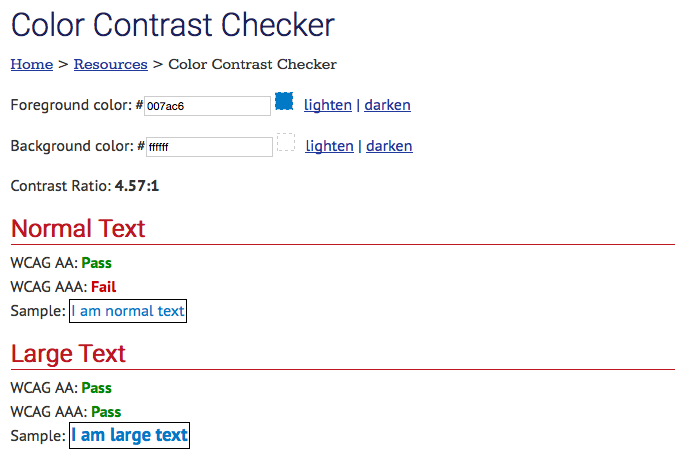 Color Contrast Checker
Home > Resources > Color Contrast Checker
Foreground color: #007ac6 lighten | darken
Background color: #ffffff lighten | darken
Contrast Ratio: 4.57:1
Normal Text
WCAG AA: Pass
WCAG AAA: Fail
Sample: I am normal text
Large Text
WCAG AA: Pass
WCAG AAA: Pass
Sample: I am large text